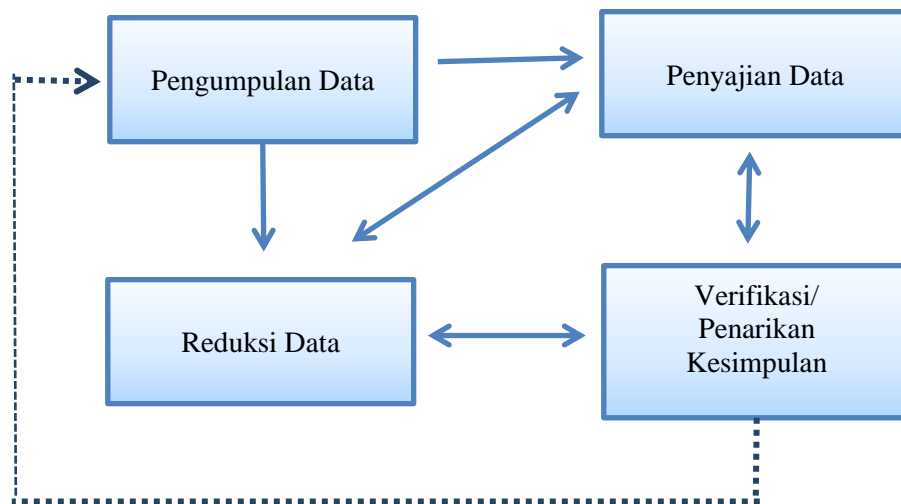 Pengumpulan Data
Penyajian Data
Reduksi Data
Verifikasi/
Penarikan
Kesimpulan